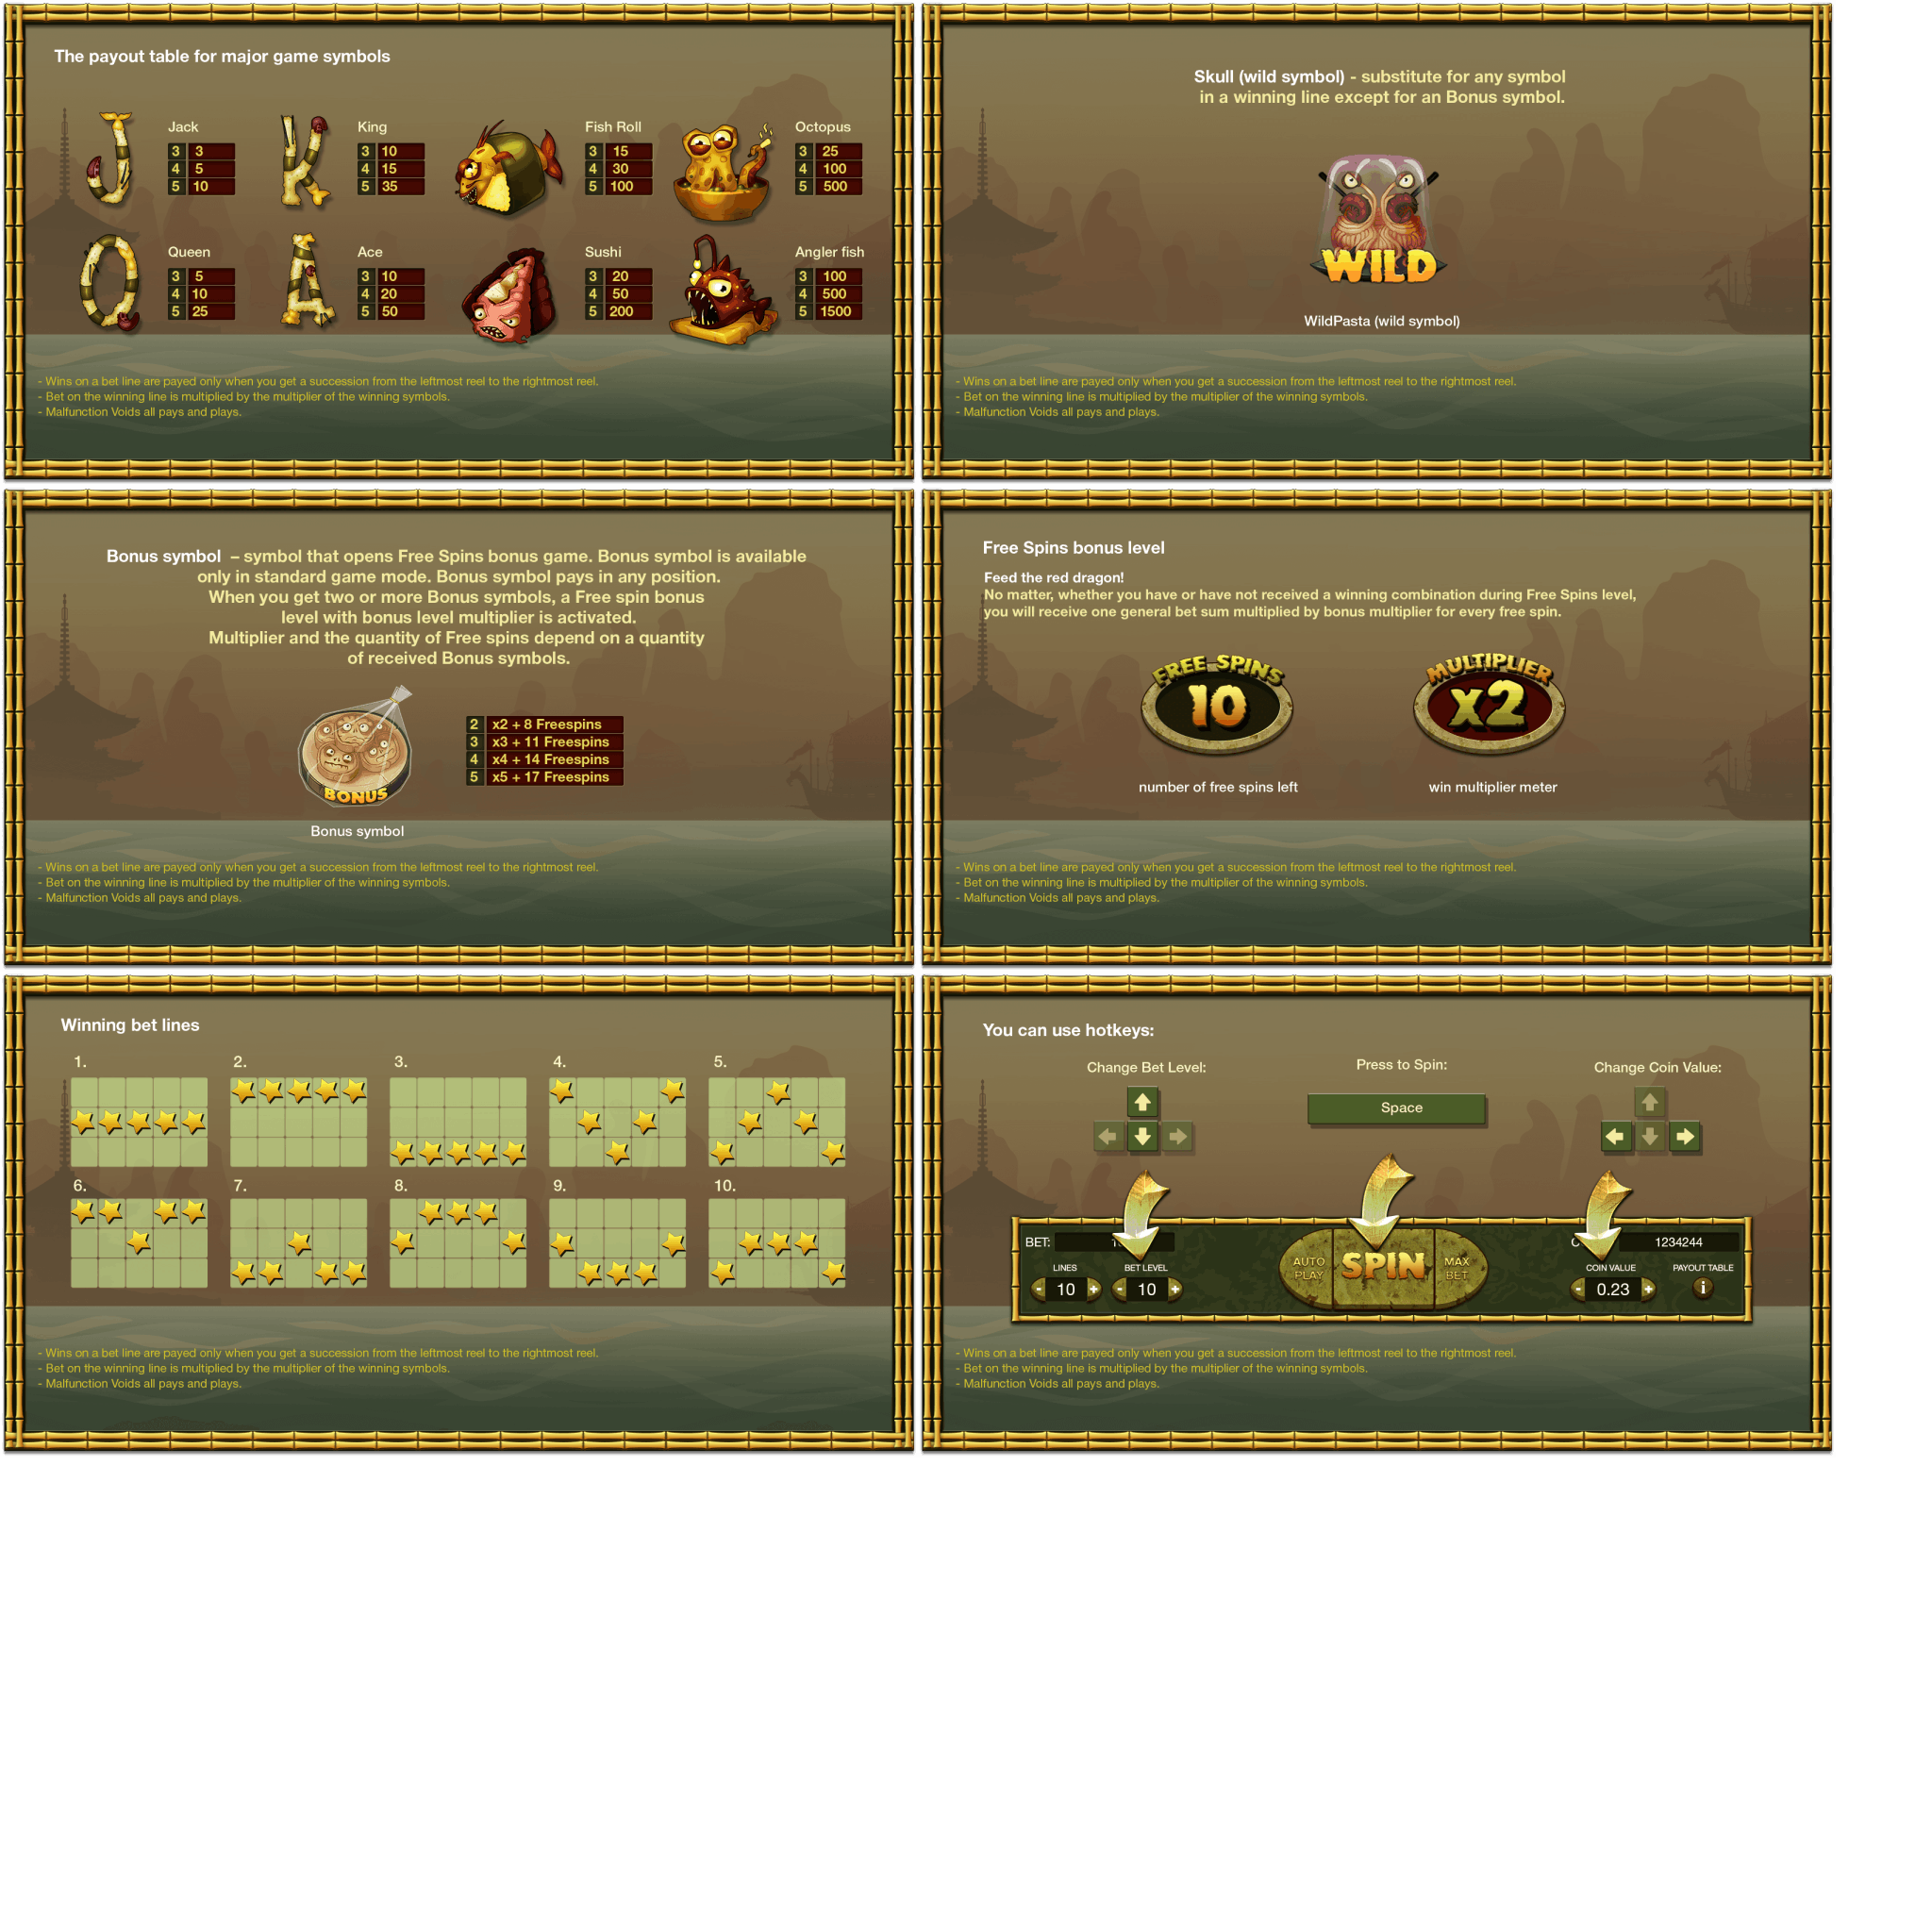 The payout table for major game symbols
Jack
3 3
4 5
5 10
King
3 10
4 15
5 35
Fish Roll
3 15
4 30
5 100
Octopus
3 25
4 100
5 500
Queen
3 5
4 10
5 25
Ace
3 10
4 20
5 50
Sushi
3 20
4 50
5 200
Angler fish
3 100
4 500
5 1500
- Wins on a bet line are payed only when you get a succession from the leftmost reel to the rightmost reel.
- Bet on the winning line is multiplied by the multiplier of the winning symbols.
- Malfunction Voids all pays and plays.
Skull (wild symbol) - substitute for any symbol
in a winning line except for an Bonus symbol.
WILD
WildPasta (wild symbol)
- Wins on a bet line are payed only when you get a succession from the leftmost reel to the rightmost reel.
- Bet on the winning line is multiplied by the multiplier of the winning symbols.
- Malfunction Voids all pays and plays.
Bonus symbol – symbol that opens Free Spins bonus game. Bonus symbol is available
only in standard game mode. Bonus symbol pays in any position.
When you get two or more Bonus symbols, a Free spin bonus
level with bonus level multiplier is activated.
Multiplier and the quantity of Free spins depend on a quantity
of received Bonus symbols.
BONUS
2 x2 + 8 Freespins
3 x3 + 11 Freespins
4 x4 + 14 Freespins
5 x5 + 17 Freespins
Bonus symbol
- Wins on a bet line are payed only when you get a succession from the leftmost reel to the rightmost reel.
- Bet on the winning line is multiplied by the multiplier of the winning symbols.
- Malfunction Voids all pays and plays.
Free Spins bonus level
Feed the red dragon!
No matter, whether you have or have not received a winning combination during Free Spins level,
you will receive one general bet sum multiplied by bonus multiplier for every free spin.
FREE SPINS
10
MULTIPLIER
x2
number of free spins left
win multiplier meter
- Wins on a bet line are payed only when you get a succession from the leftmost reel to the rightmost reel.
- Bet on the winning line is multiplied by the multiplier of the winning symbols.
- Malfunction Voids all pays and plays.
Winning bet lines
1. 2. 3. 4. 5.
6. 7. 8. 9. 10.
- Wins on a bet line are payed only when you get a succession from the leftmost reel to the rightmost reel.
- Bet on the winning line is multiplied by the multiplier of the winning symbols.
- Malfunction Voids all pays and plays.
You can use hotkeys:
Change Bet Level:
Press to Spin:
Change Coin Value:
Space
BET:
1234244
LINES
- 10 +
BET LEVEL
- 10 +
AUTO
PLAY
SPIN
MAX
BET
COIN VALUE
- 0.23 +
PAYOUT TABLE
i
- Wins on a bet line are payed only when you get a succession from the leftmost reel to the rightmost reel.
- Bet on the winning line is multiplied by the multiplier of the winning symbols.
- Malfunction Voids all pays and plays.